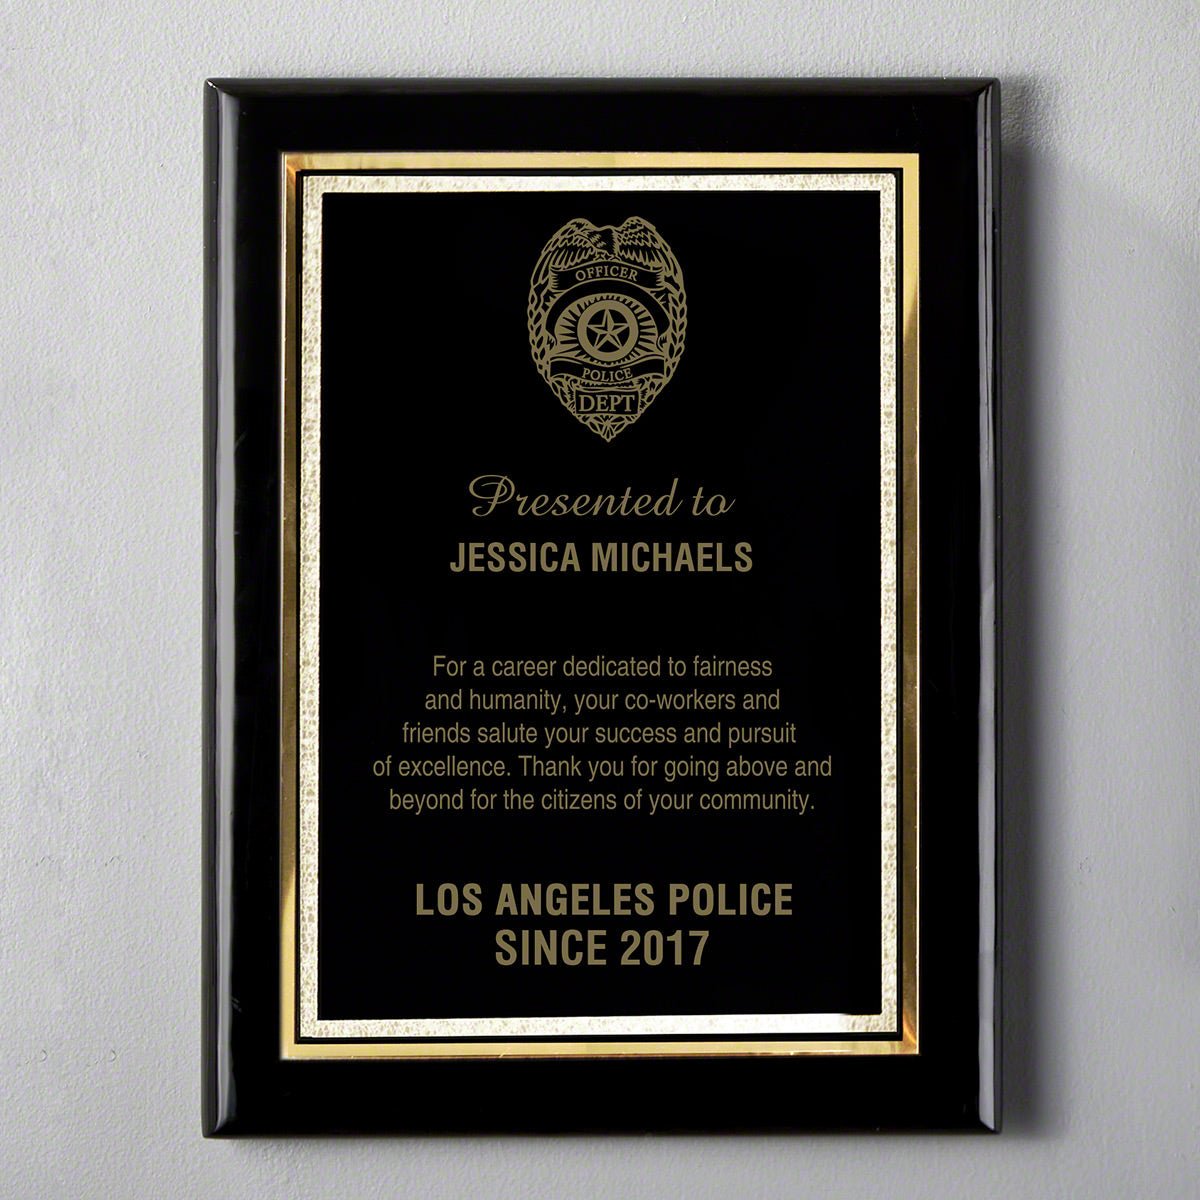 OFFICER
POLICE
DEPT
Presented to
JESSICA MICHAELS
For a career dedicated to fairness
and humanity, your co-workers and
friends salute your success and pursuit
of excellence. Thank you for going above and
beyond for the citizens of your community.
LOS ANGELES POLICE
SINCE 2017